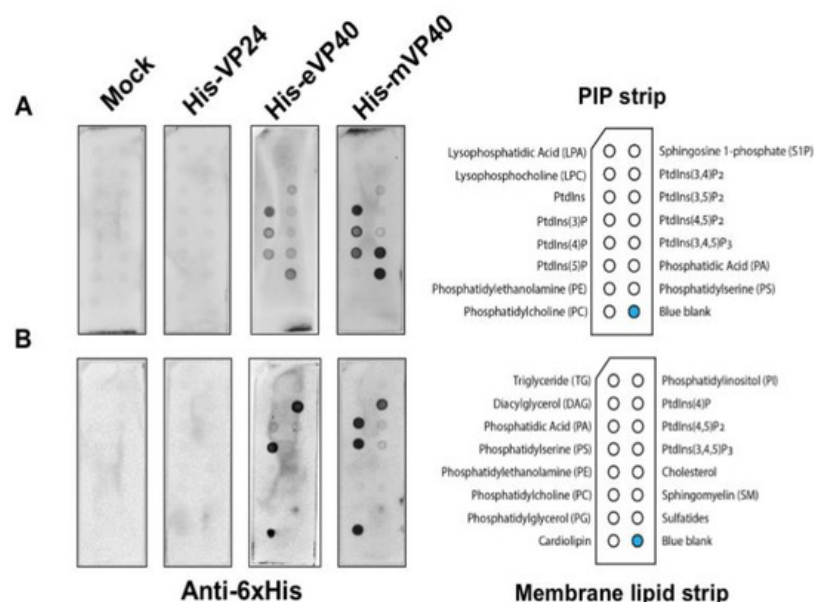 Mock
His-VP24
His-eVP40
His-mVP40
A
PIP strip
Lysophosphatidic Acid (LPA)
Sphingosine 1-phosphate (S1P)
Lysophosphocholine (LPC)
PtdIns(3,4)P2
PtdIns
PtdIns(3,5)P2
PtdIns(3)P
PtdIns(4,5)P2
PtdIns(4)P
PtdIns(3,4,5)P3
PtdIns(5)P
Phosphatidic Acid (PA)
Phosphatidylethanolamine (PE)
Phosphatidylserine (PS)
Phosphatidylcholine (PC)
Blue blank
B
Triglyceride (TG)
Phosphatidylinositol (PI)
Diacylglycerol (DAG)
PtdIns(4)P
Phosphatidic Acid (PA)
PtdIns(4,5)P2
Phosphatidylserine (PS)
PtdIns(3,4,5)P3
Phosphatidylethanolamine (PE)
Cholesterol
Phosphatidylcholine (PC)
Sphingomyelin (SM)
Phosphatidylglycerol (PG)
Sulfatides
Cardiolipin
Blue blank
Anti-6xHis
Membrane lipid strip